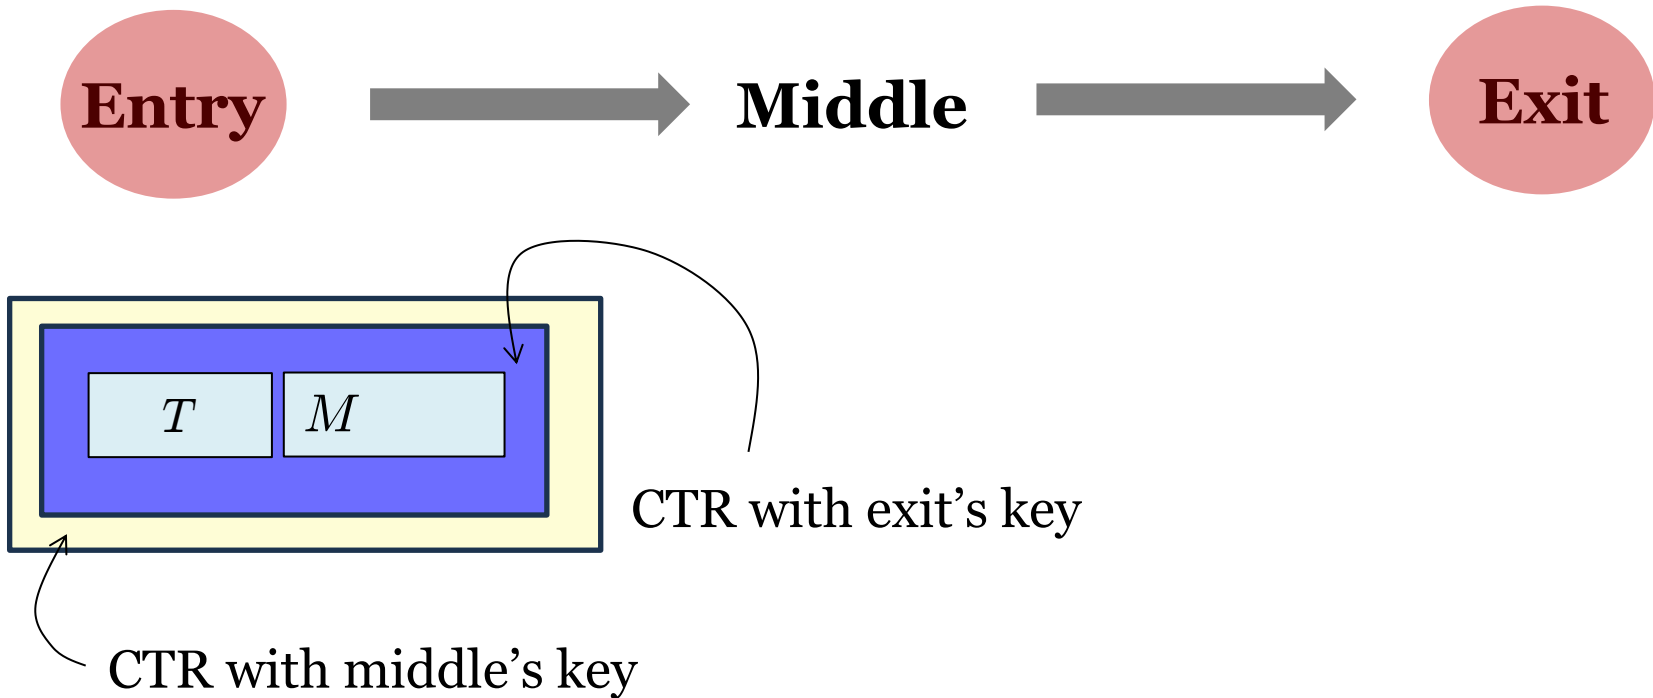 Entry Middle Exit
T M
CTR with exit’s key
CTR with middle’s key